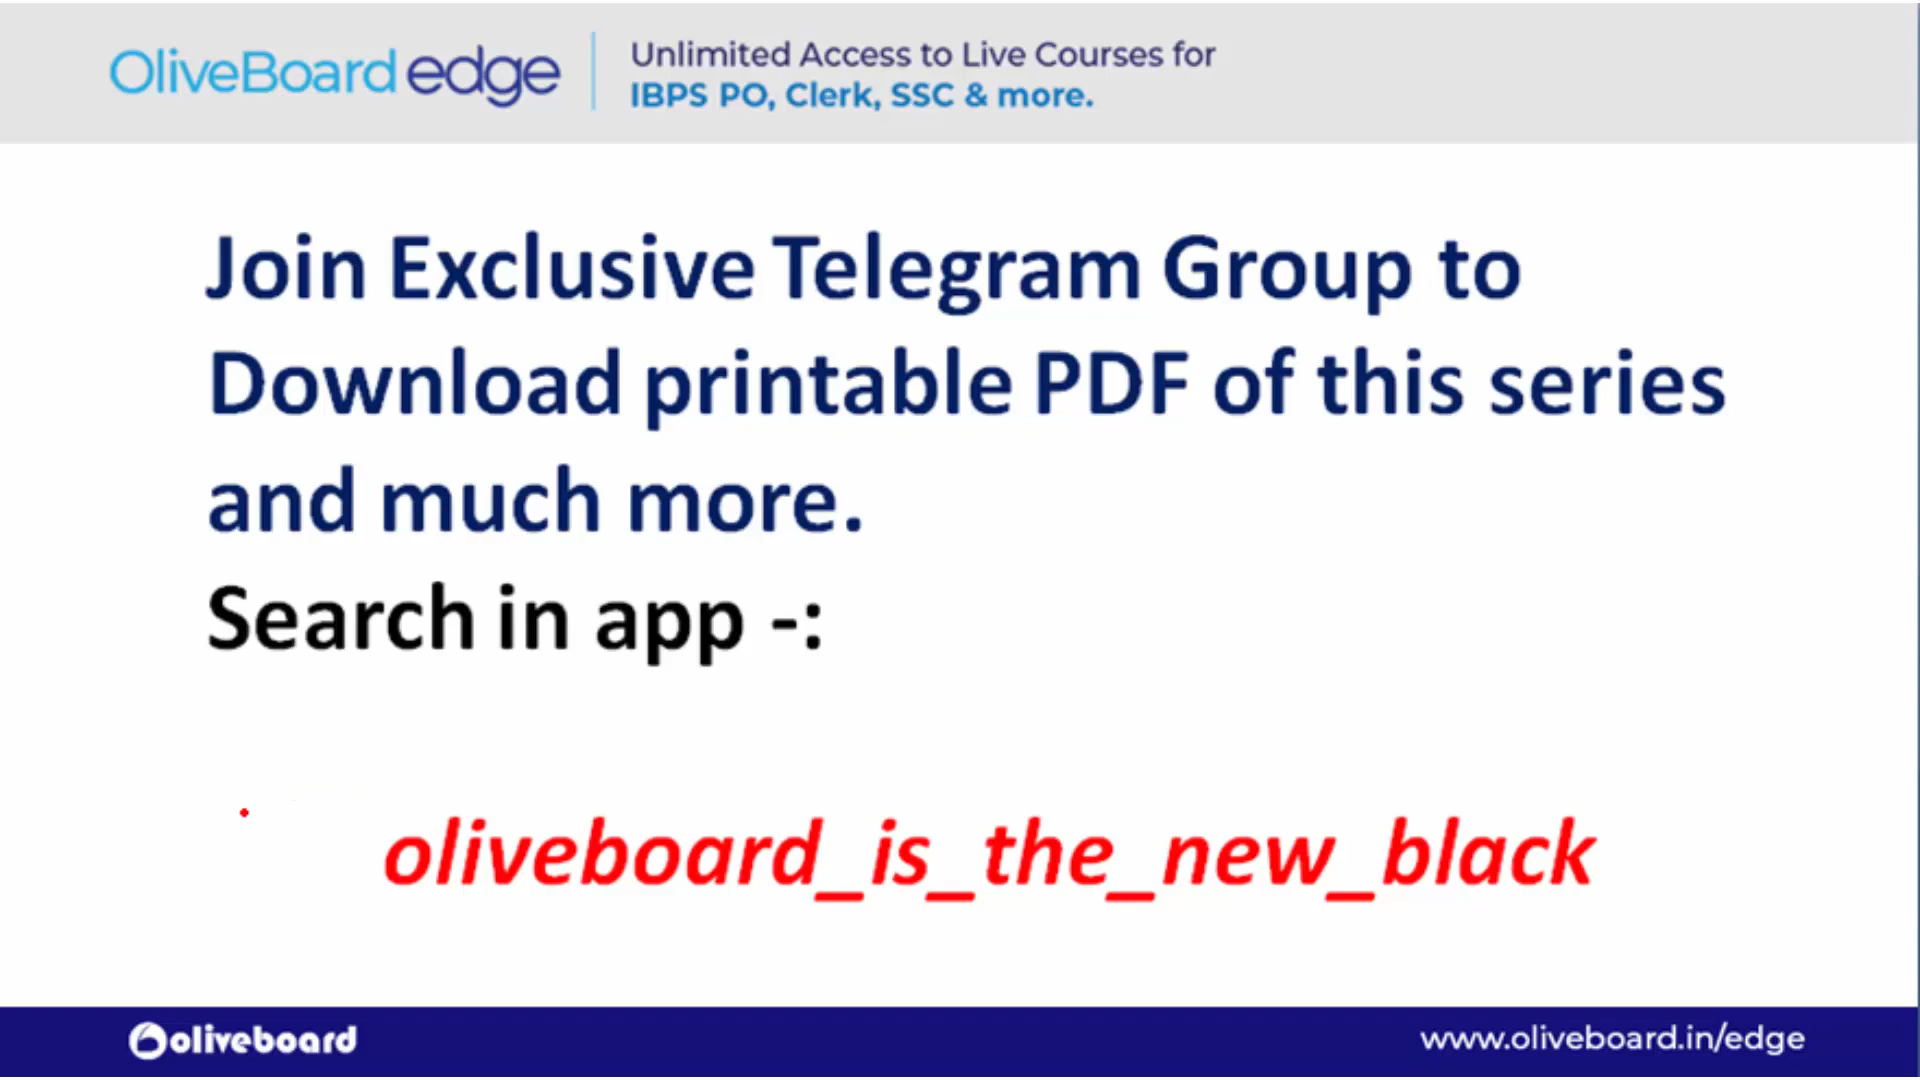 OliveBoard edge
Unlimited Access to Live Courses for
IBPS PO, Clerk, SSC & more.
Join Exclusive Telegram Group to
Download printable PDF of this series
and much more.
Search in app -:
oliveboard_is_the_new_black
oliveboard
www.oliveboard.in/edge